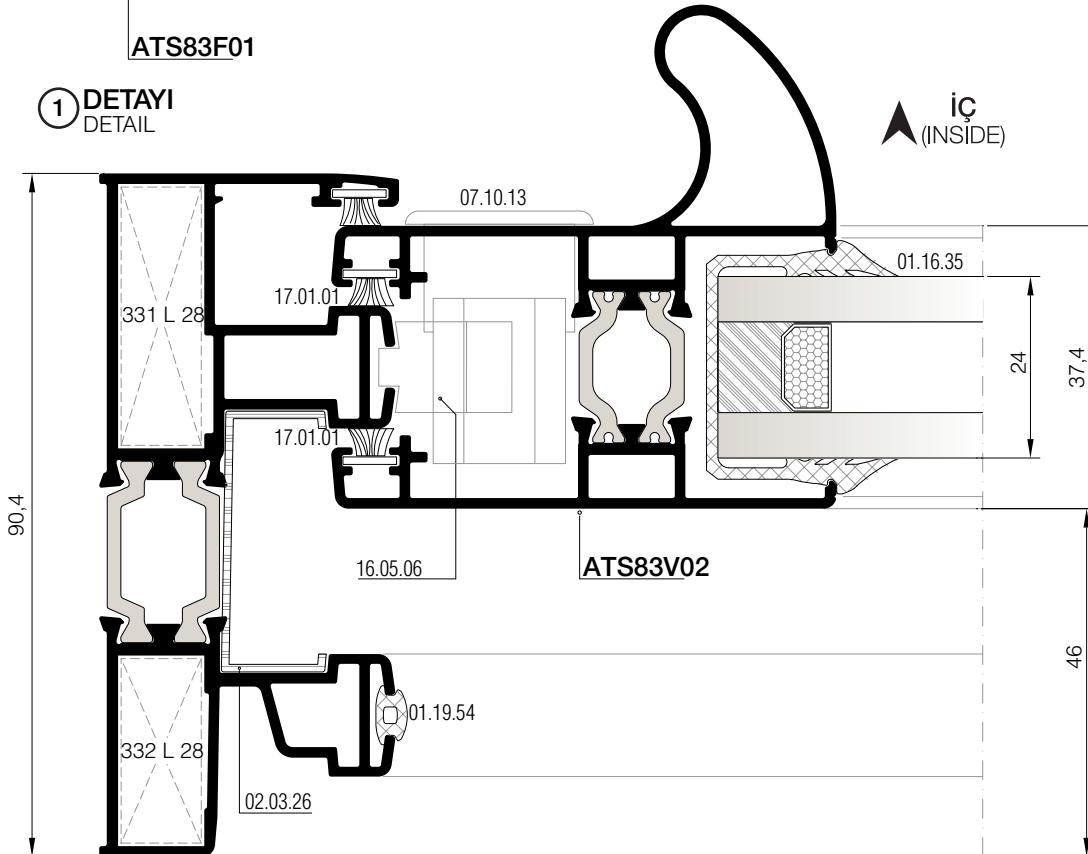 ATS83F01
1 DETAYI
DETAIL
İÇ
(INSIDE)
07.10.13
01.16.35
17.01.01
331 L 28
24
37,4
17.01.01
90,4
16.05.06
ATS83V02
46
01.19.54
332 L 28
02.03.26